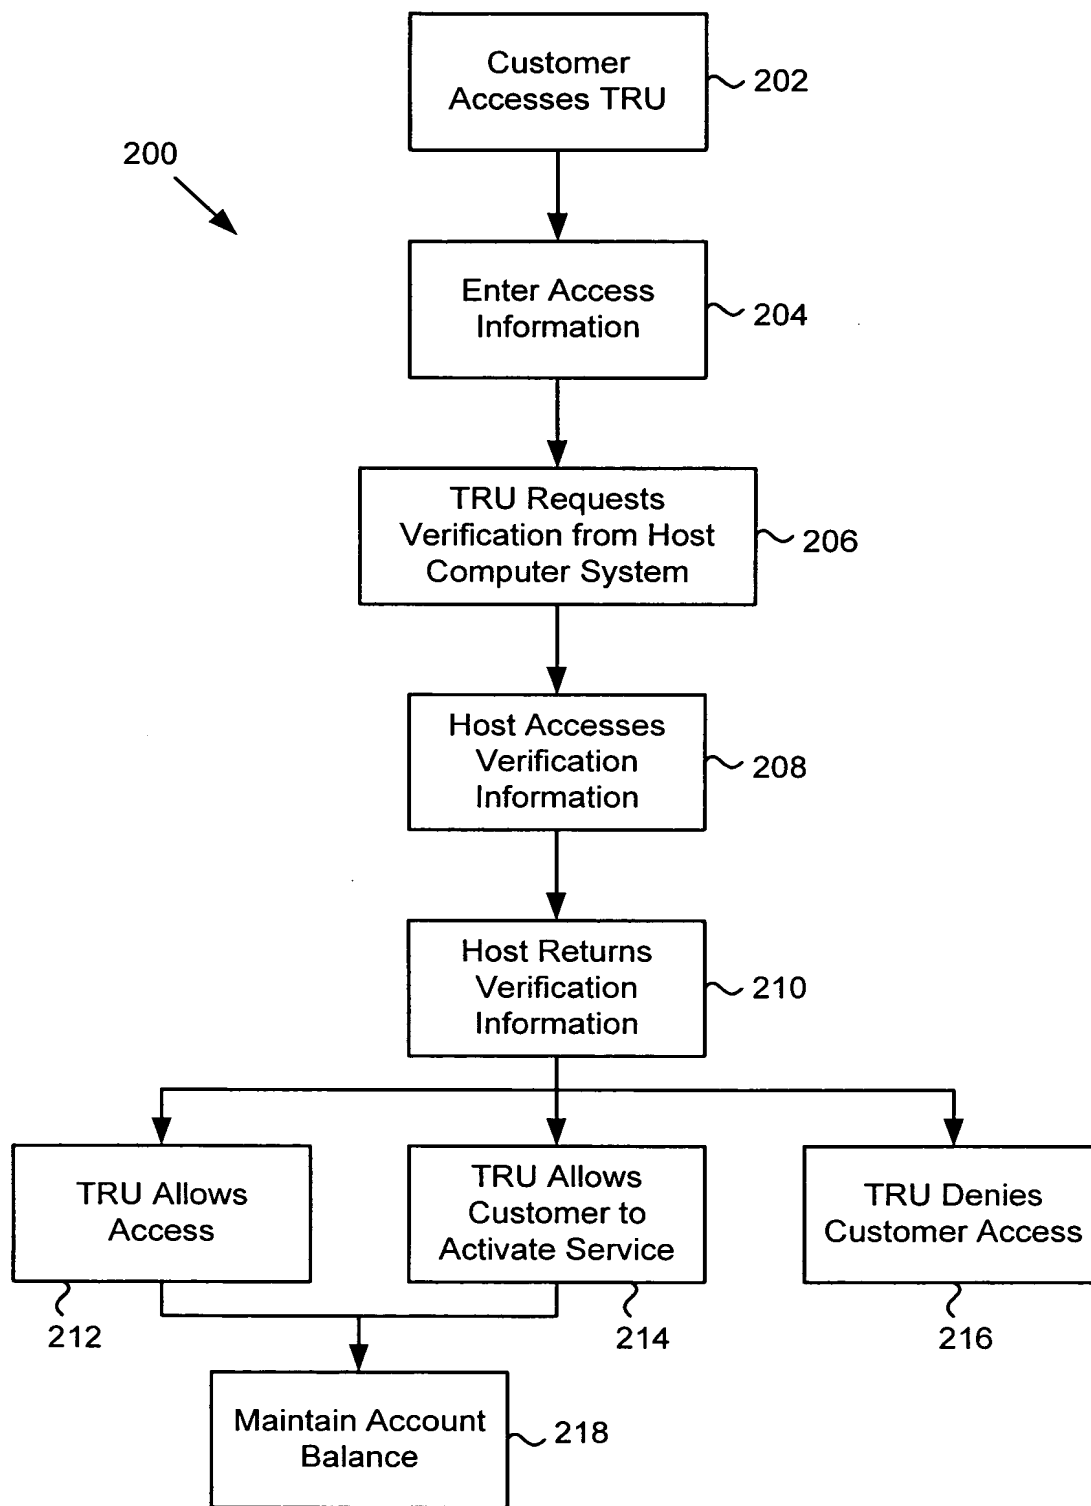 Customer
Accesses TRU
202
200
Enter Access
Information
204
TRU Requests
Verification from Host
Computer System
206
Host Accesses
Verification
Information
208
Host Returns
Verification
Information
210
TRU Allows
Access
212
TRU Allows
Customer to
Activate Service
214
TRU Denies
Customer Access
216
Maintain Account
Balance
218